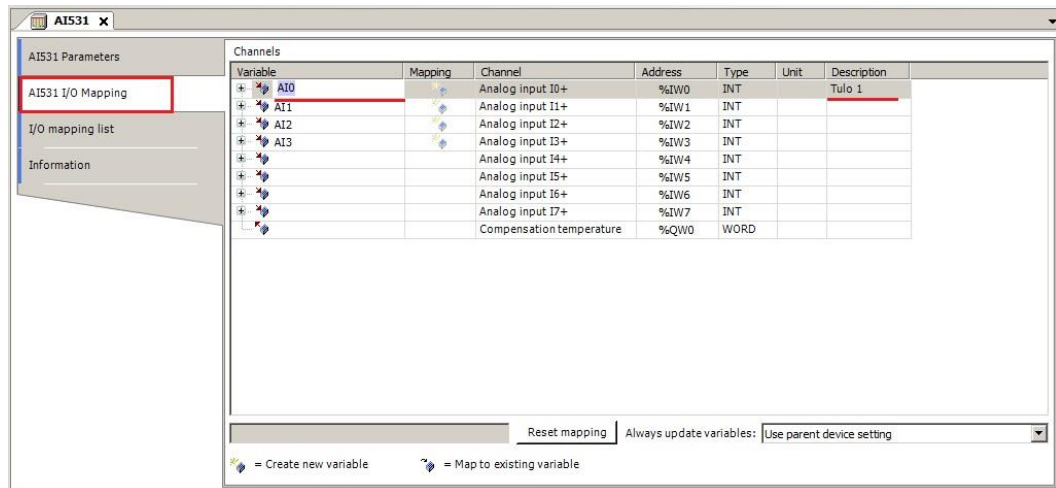 AI531 X
AI531 Parameters
AI531 I/O Mapping
I/O mapping list
Information
Channels
Variable Mapping Channel Address Type Unit Description
AI0 Analog input I0+ %IW0 INT Tulo 1
AI1 Analog input I1+ %IW1 INT
AI2 Analog input I2+ %IW2 INT
AI3 Analog input I3+ %IW3 INT
Analog input I4+ %IW4 INT
Analog input I5+ %IW5 INT
Analog input I6+ %IW6 INT
Analog input I7+ %IW7 INT
Compensation temperature %QW0 WORD
Reset mapping Always update variables: Use parent device setting
= Create new variable = Map to existing variable